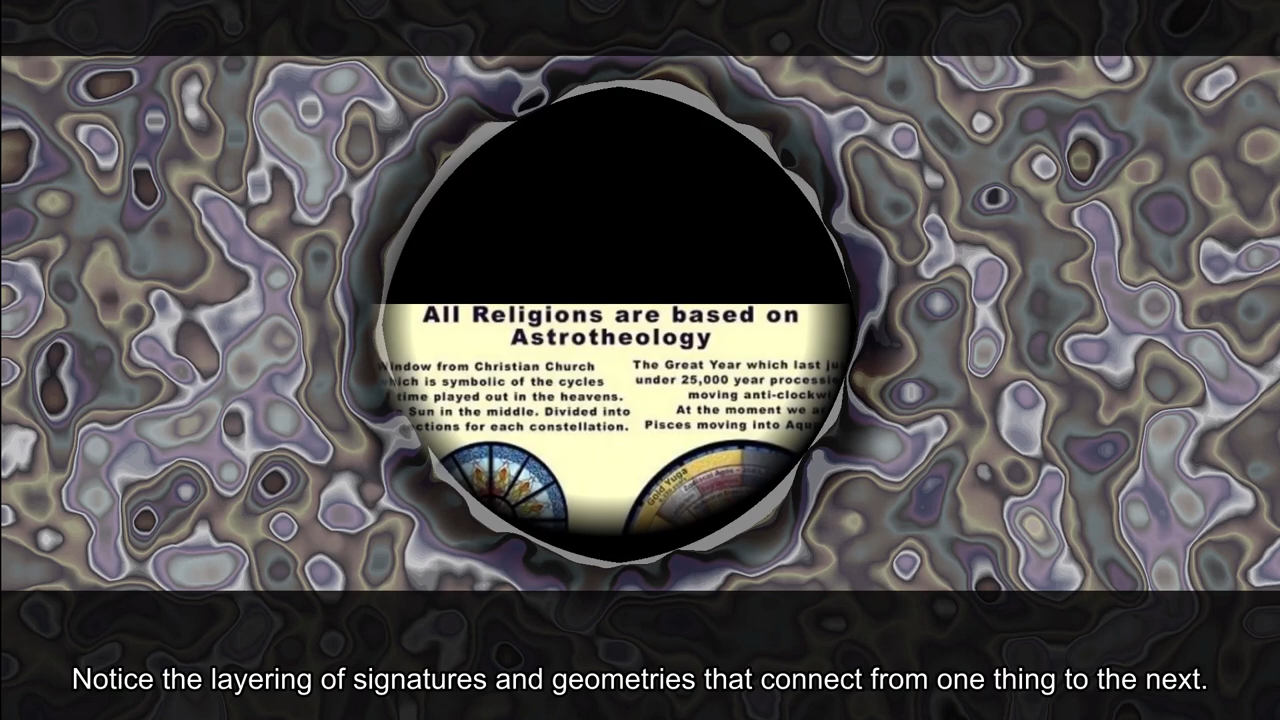 All Religions are based on
Astrotheology
Window from Christian Church
which is symbolic of the cycles
time played out in the heavens.
Sun in the middle. Divided into
ctions for each constellation.
The Great Year which last ju
under 25,000 year processi
moving anti-clockwi
At the moment we a
Pisces moving into Aqu
Gold Yuga
Notice the layering of signatures and geometries that connect from one thing to the next.